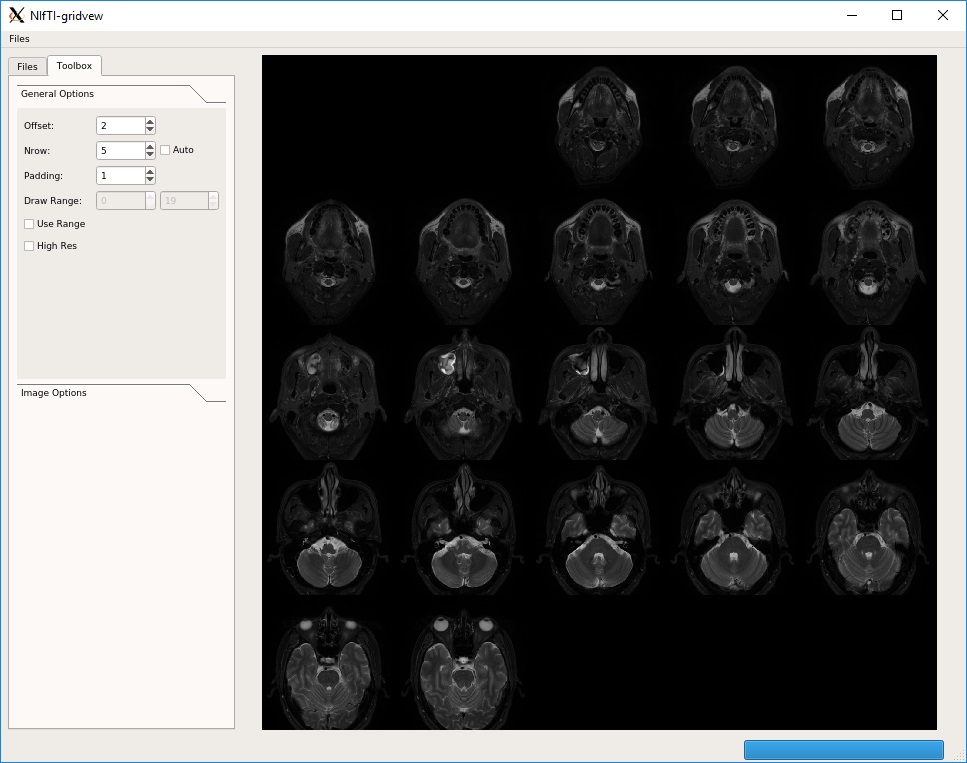 NIfTI-gridvew
Files
Files Toolbox
General Options
Offset: 2
Nrow: 5 Auto
Padding: 1
Draw Range: 0 19
Use Range
High Res
Image Options